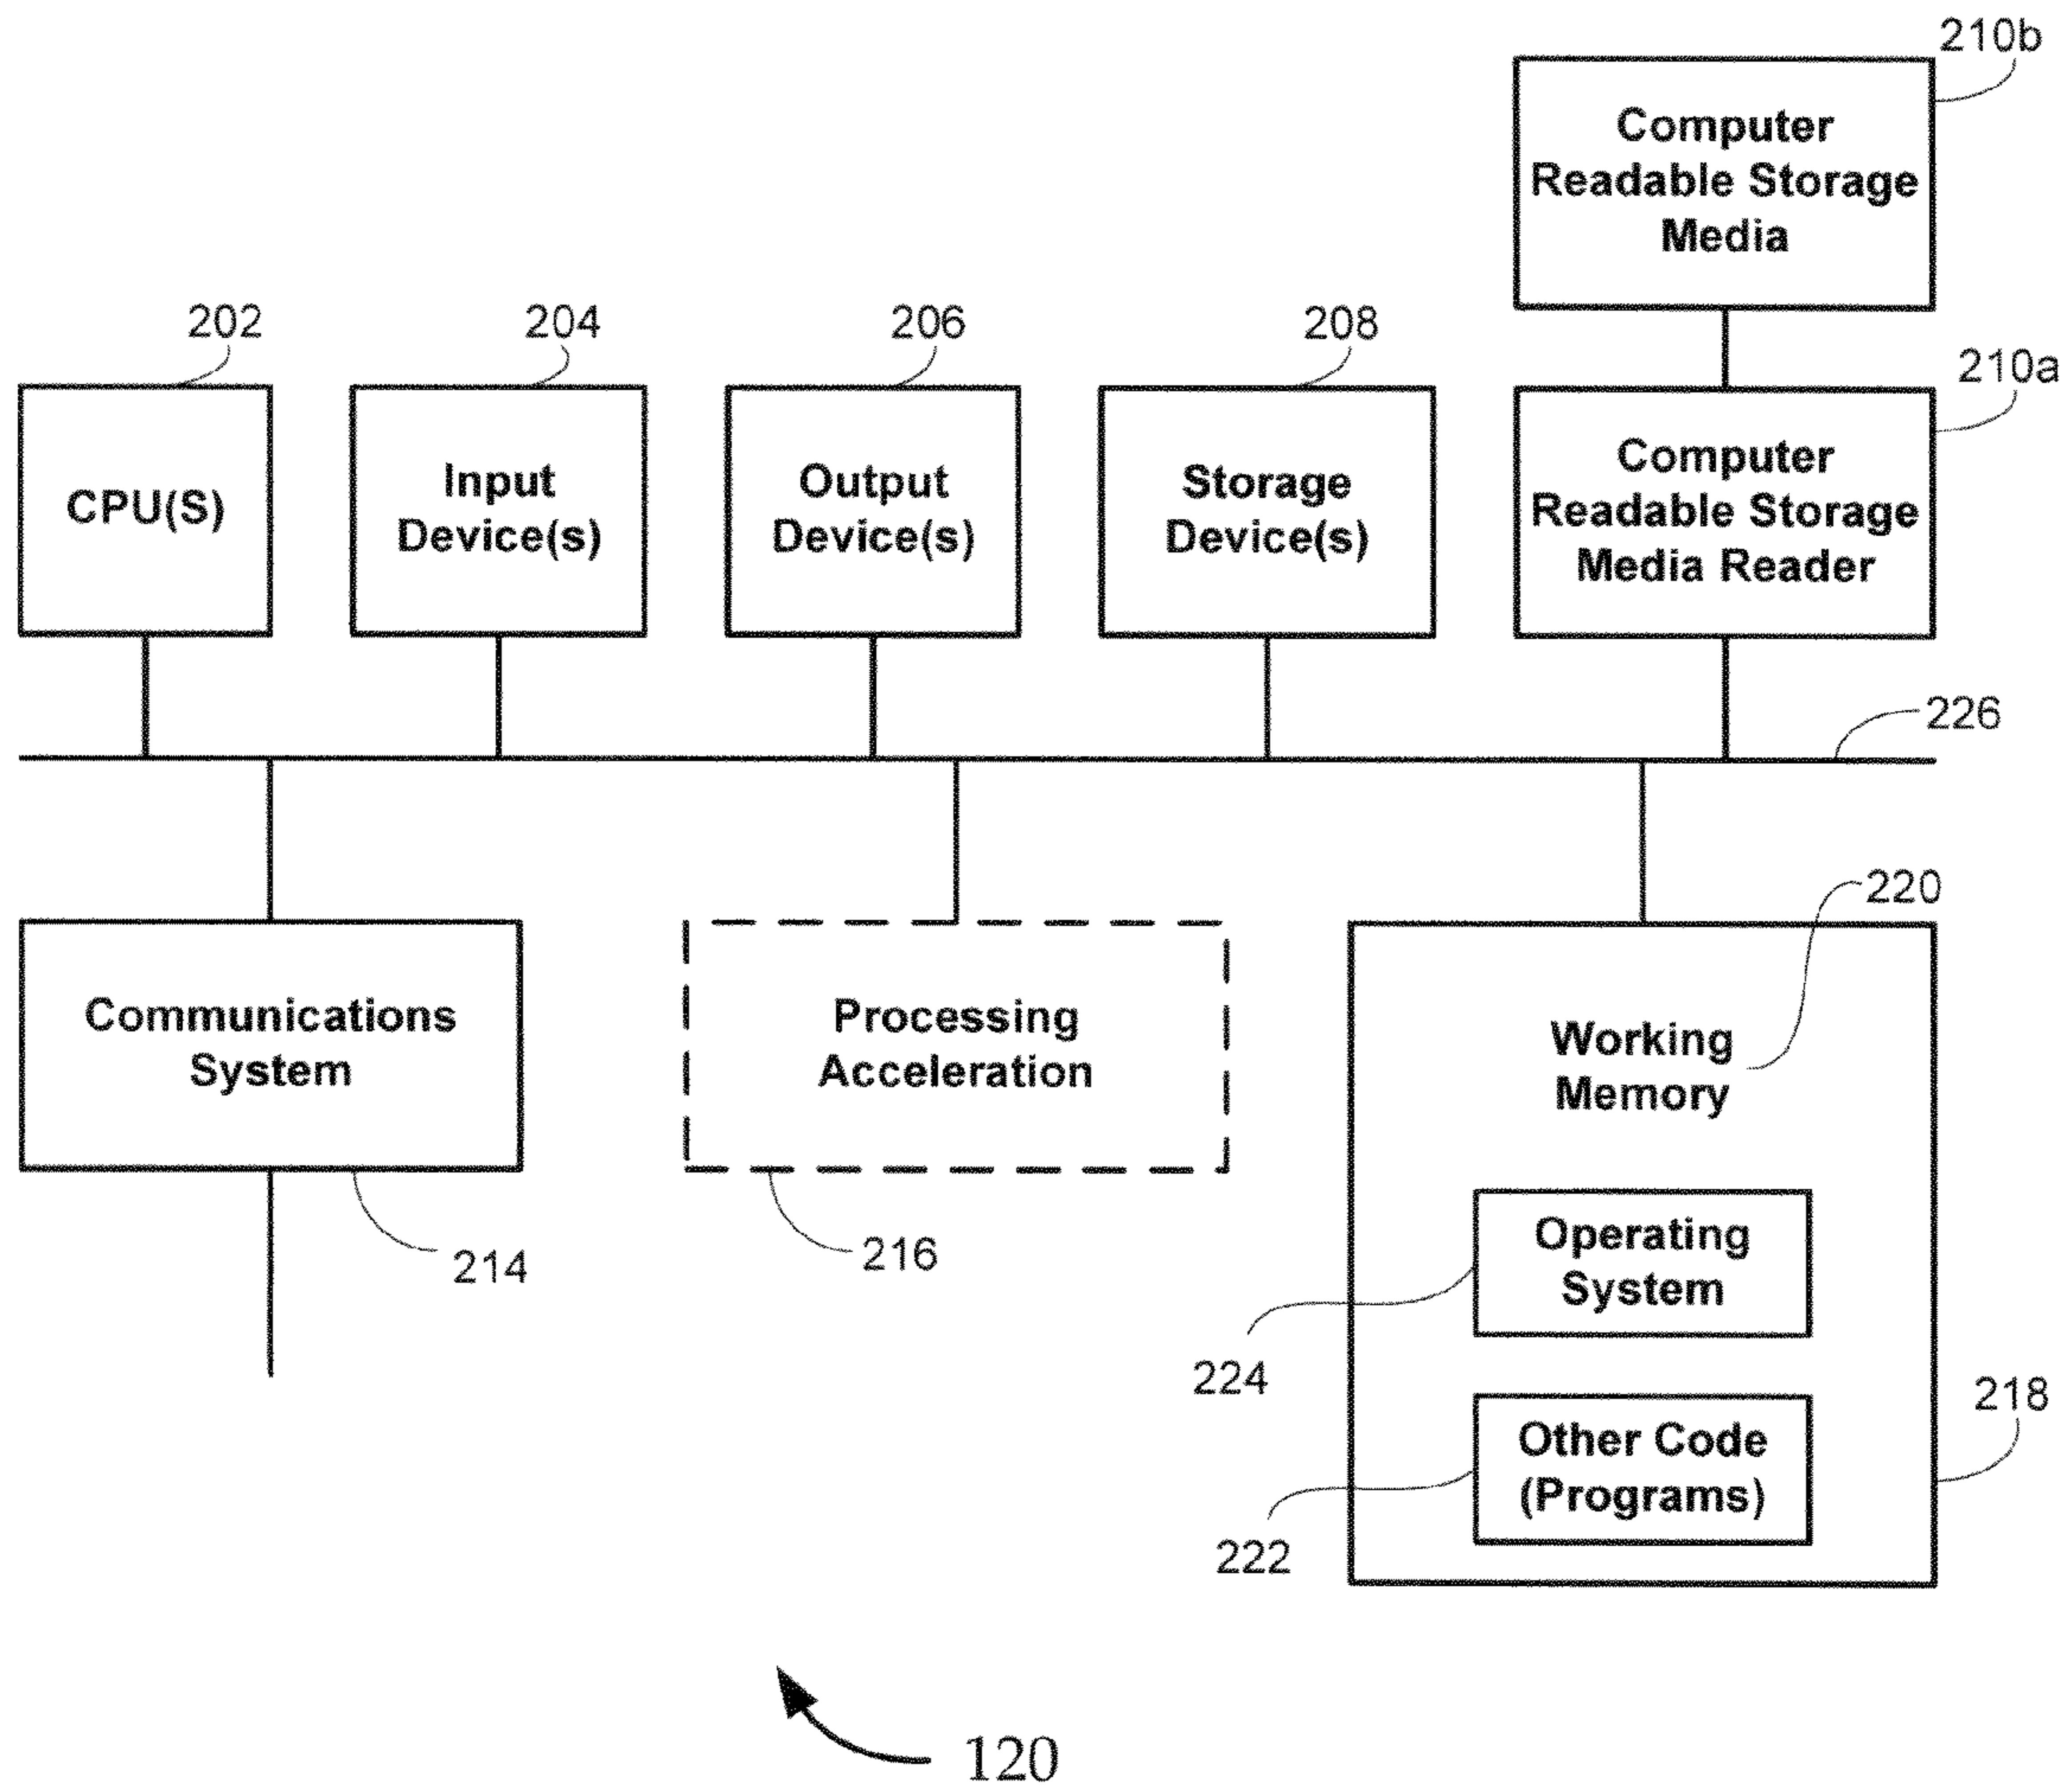 210b
Computer
Readable Storage
Media
202
204
206
208
210a
CPU(S)
Input
Device(s)
Output
Device(s)
Storage
Device(s)
Computer
Readable Storage
Media Reader
226
220
Communications
System
214
Processing
Acceleration
216
Working
Memory
Operating
System
224
218
Other Code
(Programs)
222
120